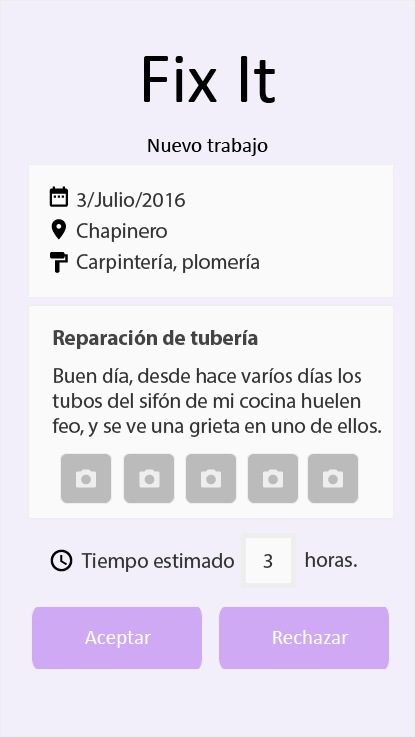 Fix It
Nuevo trabajo
3/Julio/2016
Chapinero
Carpintería, plomería
Reparación de tubería
Buen día, desde hace varíos días los
tubos del sifón de mi cocina huelen
feo, y se ve una grieta en uno de ellos.
Tiempo estimado 3 horas.
Aceptar Rechazar